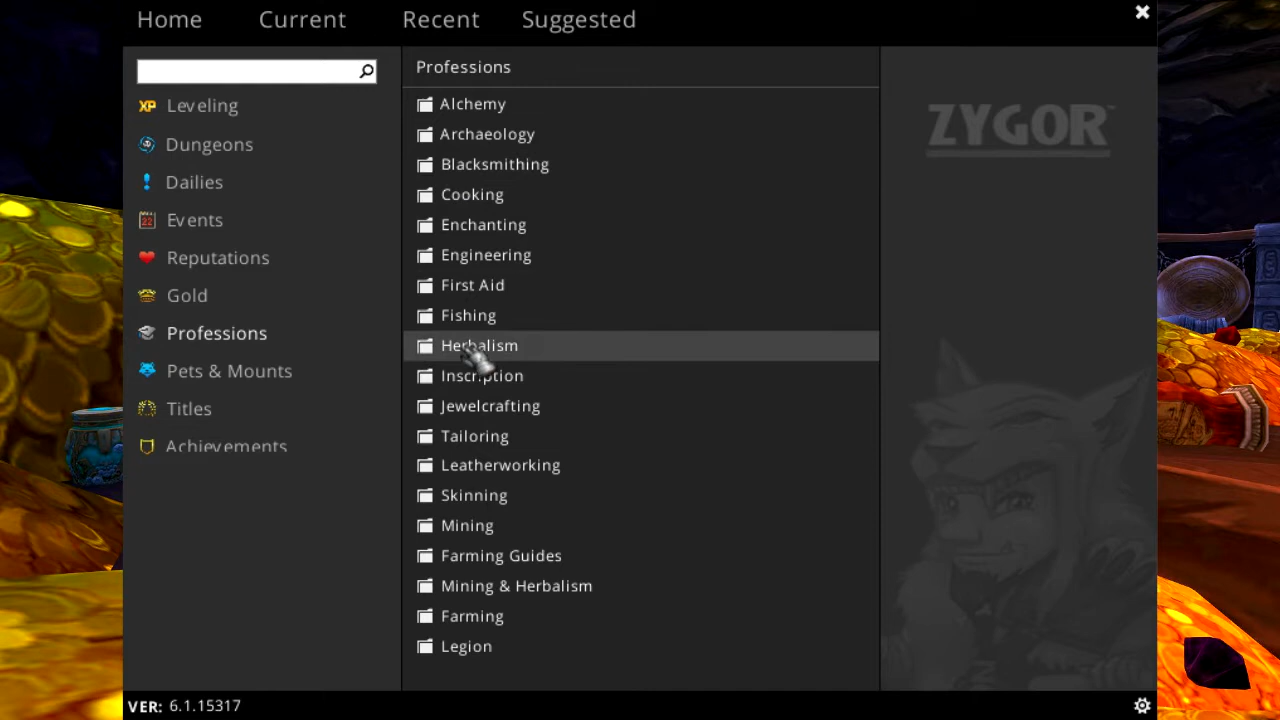 Home Current Recent Suggested
Leveling
Dungeons
Dailies
Events
Reputations
Gold
Professions
Pets & Mounts
Titles
Achievements
Professions
Alchemy
Archaeology
Blacksmithing
Cooking
Enchanting
Engineering
First Aid
Fishing
Herbalism
Inscription
Jewelcrafting
Tailoring
Leatherworking
Skinning
Mining
Farming Guides
Mining & Herbalism
Farming
Legion
ZYGOR™
VER: 6.1.15317